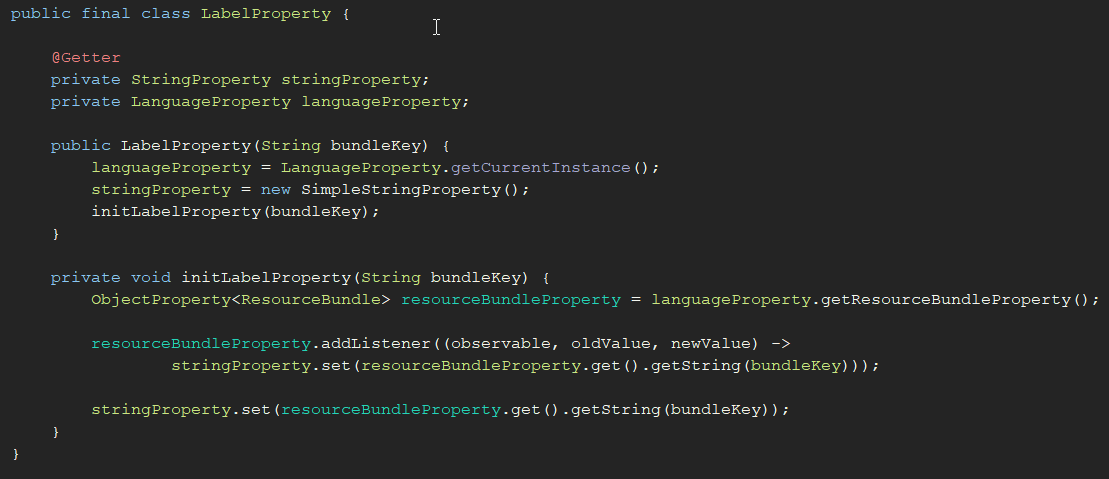 public final class LabelProperty {
@Getter
private StringProperty stringProperty;
private LanguageProperty languageProperty;
public LabelProperty(String bundleKey) {
languageProperty = LanguageProperty.getCurrentInstance();
stringProperty = new SimpleStringProperty();
initLabelProperty(bundleKey);
}
private void initLabelProperty(String bundleKey) {
ObjectProperty<ResourceBundle> resourceBundleProperty = languageProperty.getResourceBundleProperty();
resourceBundleProperty.addListener((observable, oldValue, newValue) ->
stringProperty.set(resourceBundleProperty.get().getString(bundleKey)));
stringProperty.set(resourceBundleProperty.get().getString(bundleKey));
}
}